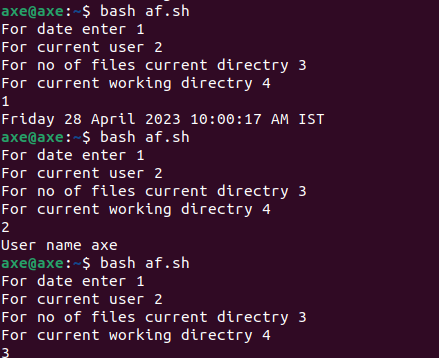 axe@axe:~$ bash af.sh
For date enter 1
For current user 2
For no of files current directry 3
For current working directry 4
1
Friday 28 April 2023 10:00:17 AM IST
axe@axe:~$ bash af.sh
For date enter 1
For current user 2
For no of files current directry 3
For current working directry 4
2
User name axe
axe@axe:~$ bash af.sh
For date enter 1
For current user 2
For no of files current directry 3
For current working directry 4
3